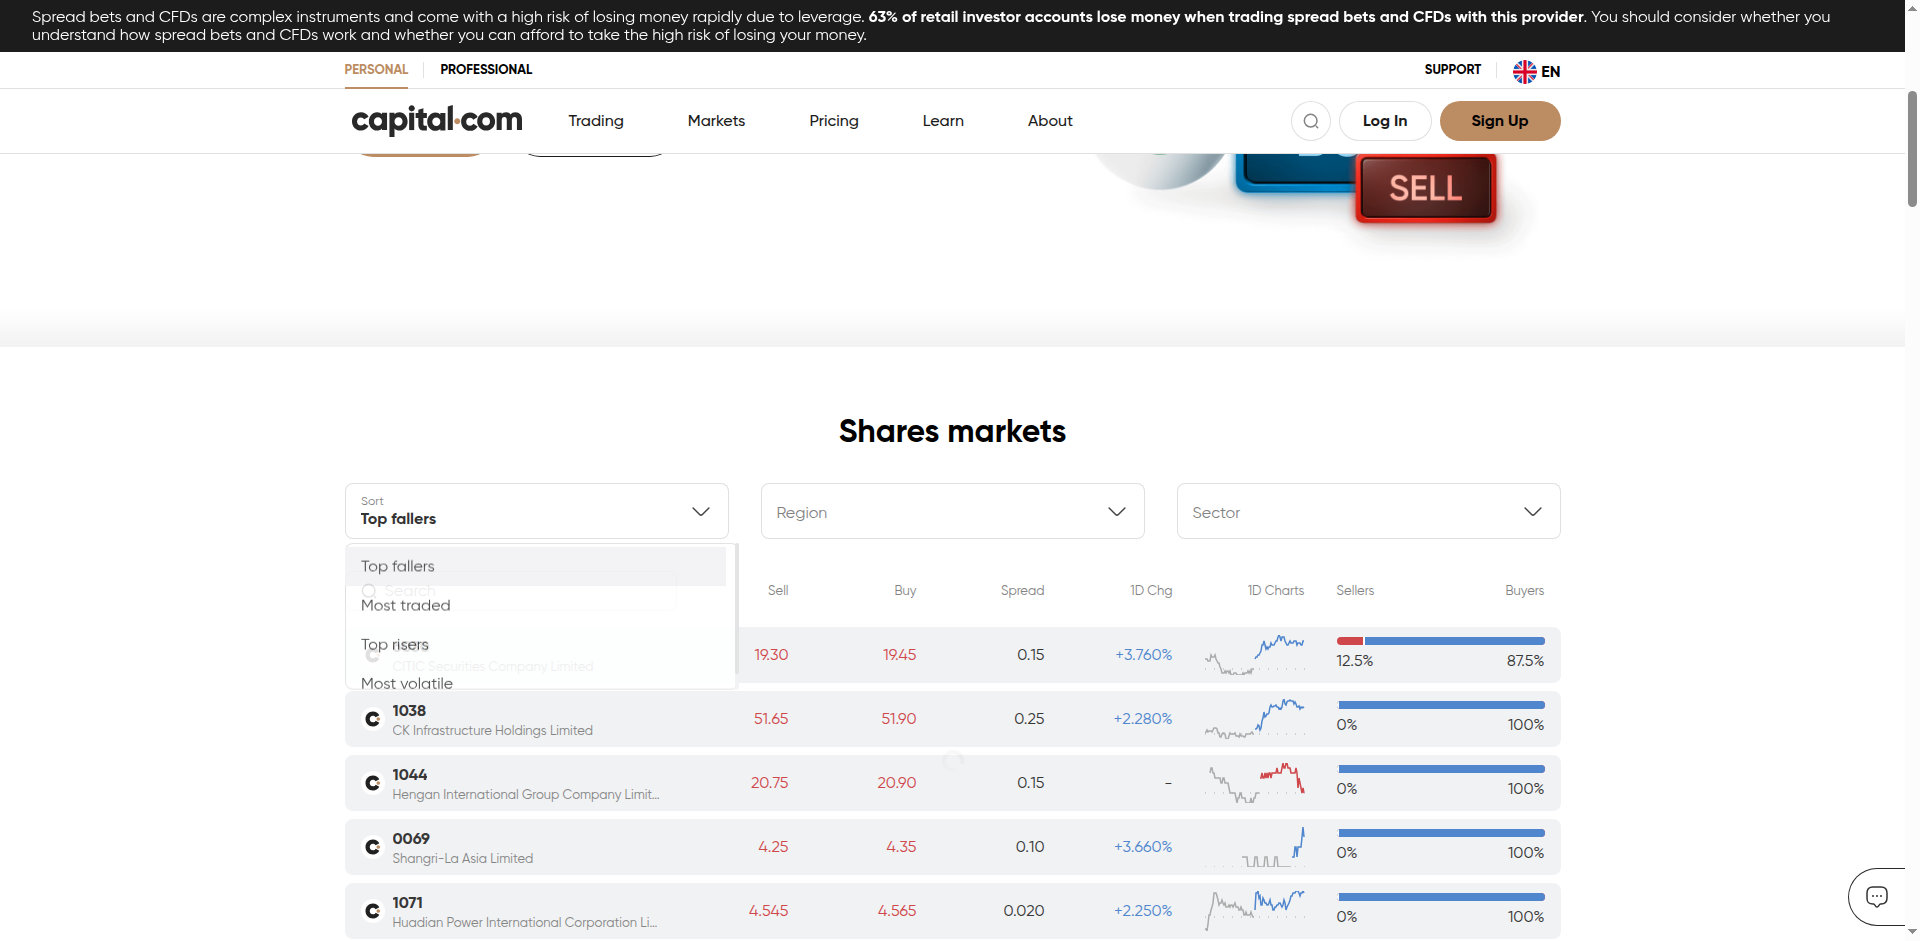 Spread bets and CFDs are complex instruments and come with a high risk of losing money rapidly due to leverage. 63% of retail investor accounts lose money when trading spread bets and CFDs with this provider. You should consider whether you
understand how spread bets and CFDs work and whether you can afford to take the high risk of losing your money.
PERSONAL PROFESSIONAL SUPPORT EN
capital.com Trading Markets Pricing Learn About Log In Sign Up
SELL
Shares markets
Sort
Top fallers
Region
Sector
Top fallers
Search
Most traded
Top risers
CITIC Securities Company Limited
Most volatile
Sell Buy Spread 1D Chg 1D Charts Sellers Buyers
19.30 19.45 0.15 +3.760% 12.5% 87.5%
1038
CK Infrastructure Holdings Limited
51.65 51.90 0.25 +2.280% 0% 100%
1044
Hengan International Group Company Limit...
20.75 20.90 0.15 - 0% 100%
0069
Shangri-La Asia Limited
4.25 4.35 0.10 +3.660% 0% 100%
1071
Huadian Power International Corporation Li...
4.545 4.565 0.020 +2.250% 0% 100%